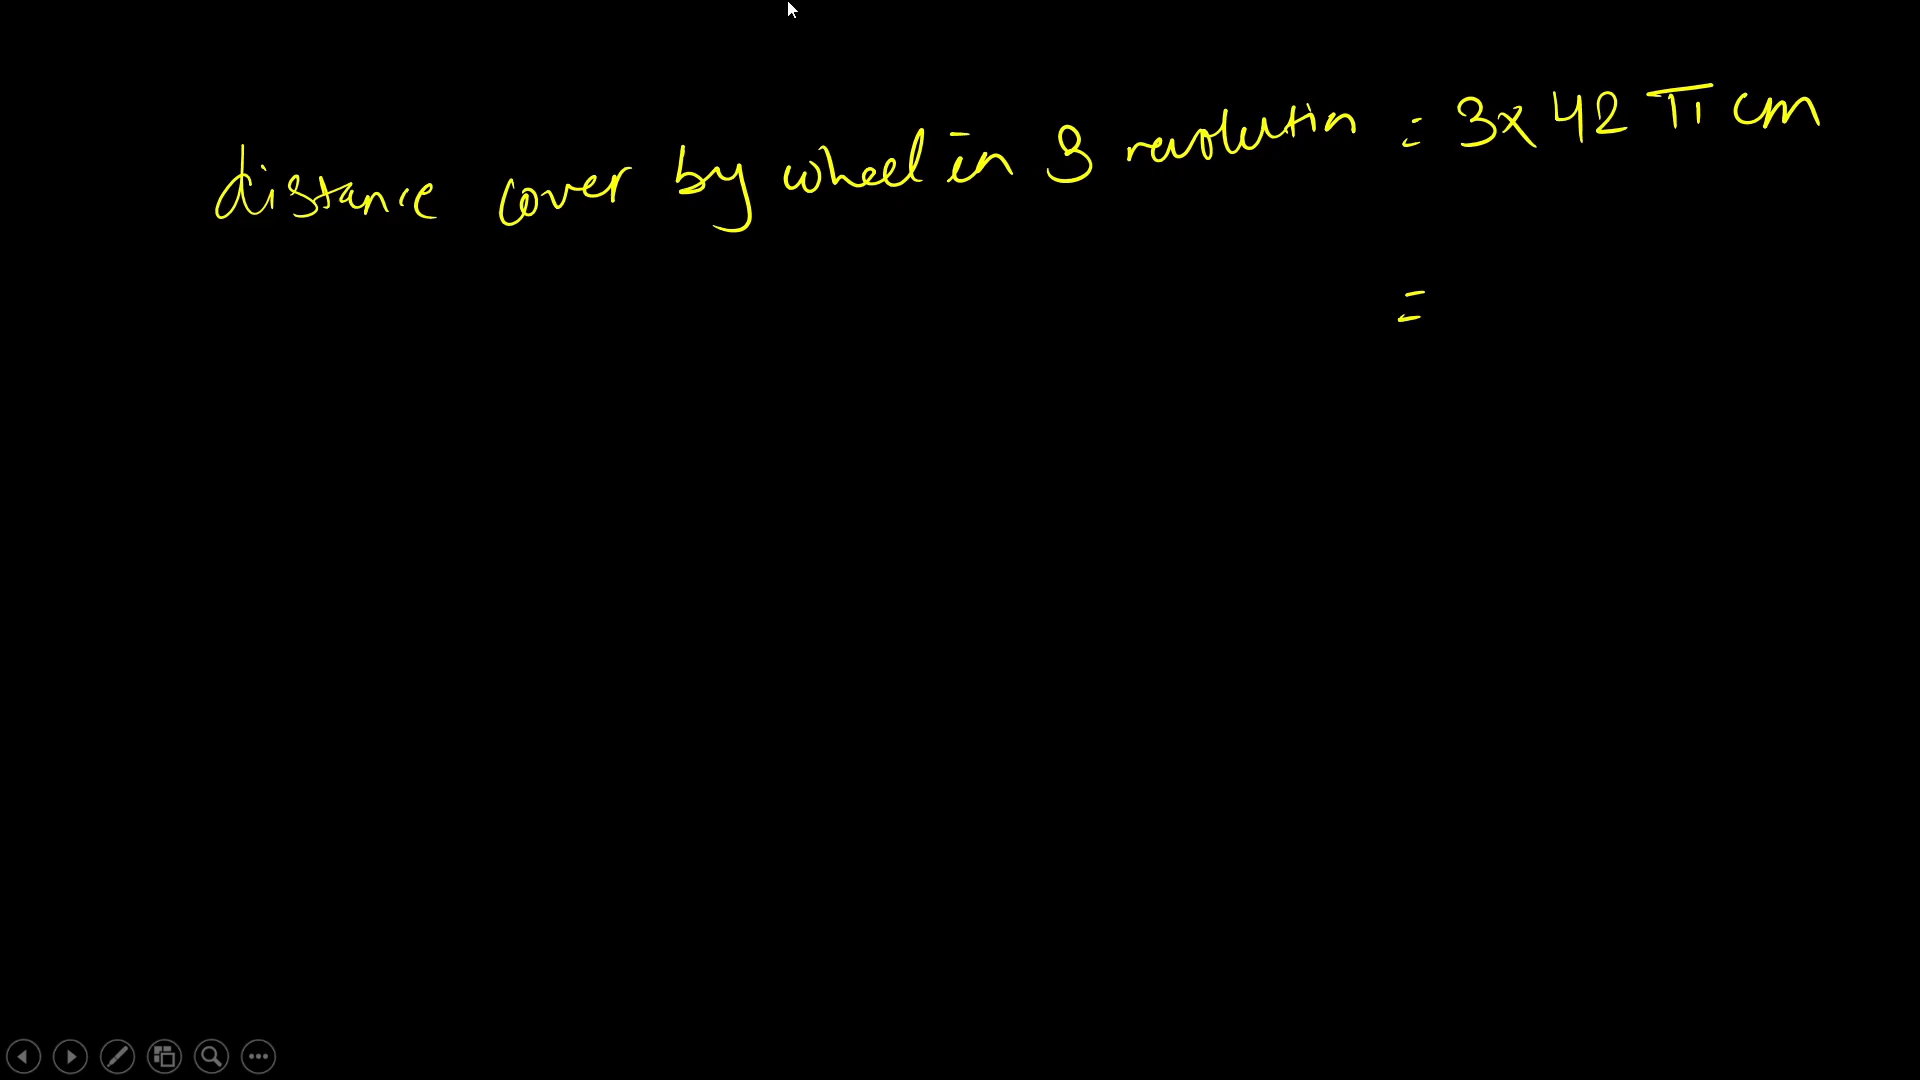 distance cover by wheel in 3 revolution = 3x 42 π cm
=